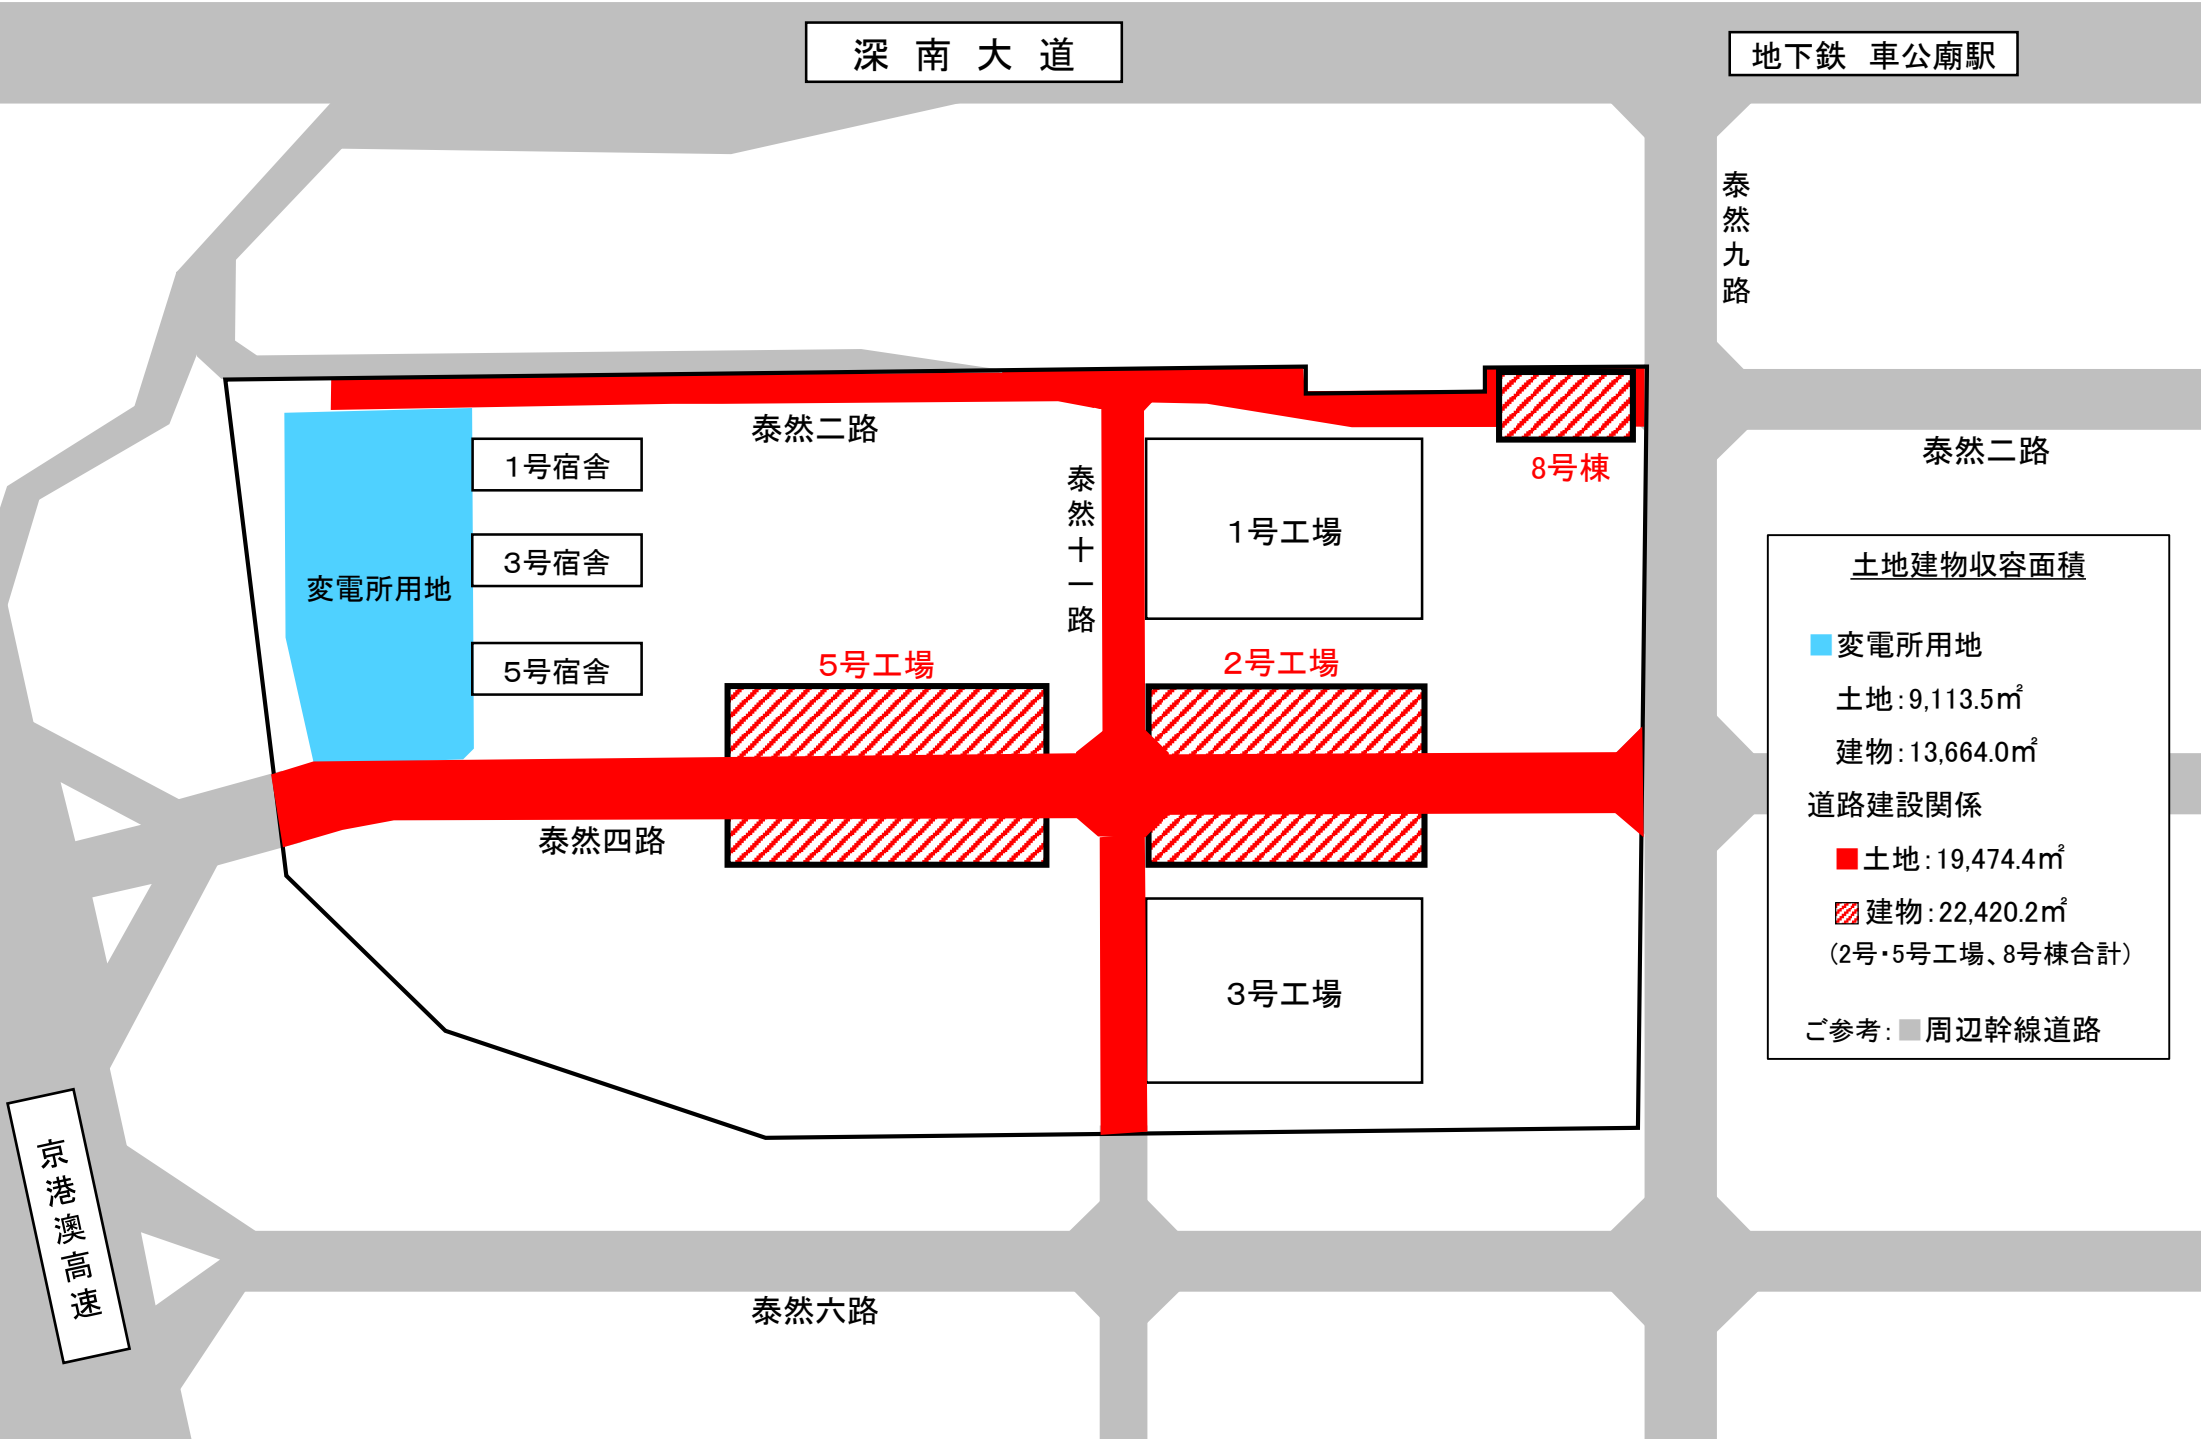 深南大道
地下鉄 車公廟駅
泰然九路
泰然二路
泰然二路
1号宿舎
3号宿舎
5号宿舎
変電所用地
泰然十一路
1号工場
8号棟
5号工場
2号工場
泰然四路
3号工場
土地建物収容面積
変電所用地
土地:9,113.5㎡
建物:13,664.0㎡
道路建設関係
土地:19,474.4㎡
建物:22,420.2㎡
(2号・5号工場、8号棟合計)
ご参考: 周辺幹線道路
京港澳高速
泰然六路